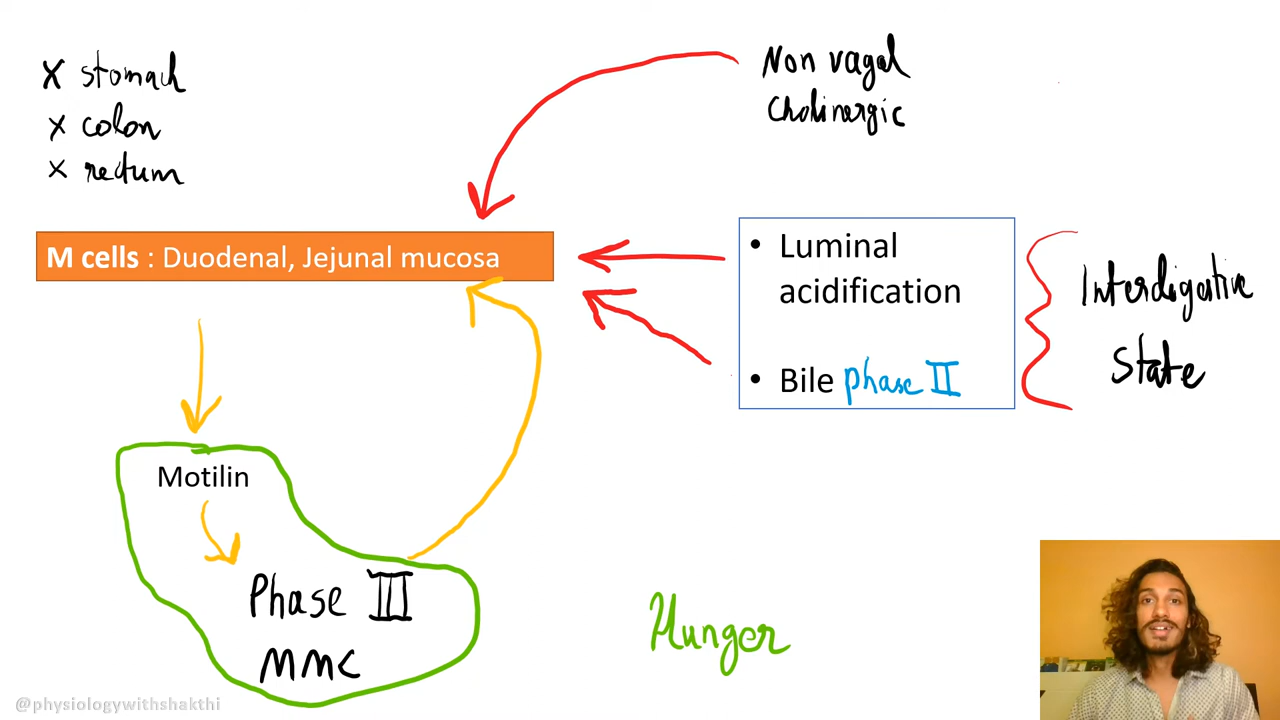 X stomach
X colon
X rectum
Non vagal
Cholinergic
M cells : Duodenal, Jejunal mucosa
• Luminal
acidification
• Bile phase II
Interdigestive
State
Motilin
Phase III
MMC
Hunger
@physiologywithshakthi